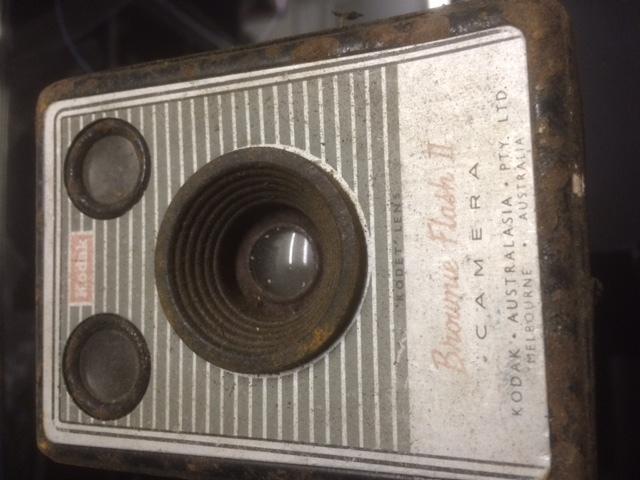 Kodak
"KODET" LENS
Brownie Flash II
CAMERA
KODAK • AUSTRALASIA • PTY. LTD.
MELBOURNE • AUSTRALIA